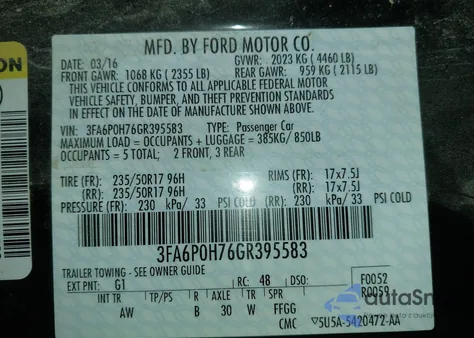 ON
MFD. BY FORD MOTOR CO.
DATE: 03/16 GVWR: 2023 KG ( 4460 LB)
FRONT GAWR: 1068 KG ( 2355 LB) REAR GAWR: 959 KG ( 2115 LB)
THIS VEHICLE CONFORMS TO ALL APPLICABLE FEDERAL MOTOR
VEHICLE SAFETY, BUMPER, AND THEFT PREVENTION STANDARDS
IN EFFECT ON THE DATE OF MANUFACTURE SHOWN ABOVE.
VIN: 3FA6P0H76GR395583 TYPE: Passenger Car
MAXIMUM LOAD = OCCUPANTS + LUGGAGE = 385KG/ 850LB
OCCUPANTS = 5 TOTAL; 2 FRONT, 3 REAR
TIRE (FR): 235/50R17 96H RIMS (FR): 17x7.5J
(RR): 235/50R17 96H (RR): 17x7.5J
PRESSURE (FR): 230 kPa/ 33 PSI COLD
PRESSURE (RR): 230 kPa/ 33 PSI COLD
3FA6P0H76GR395583
TRAILER TOWING - SEE OWNER GUIDE
EXT PNT: G1 RC: 48 DSO: F0052
R0059
INT TR TP/PS R AXLE TR SPR
AW B 30 W FFGG
CMC 5U5A-5420472-AA